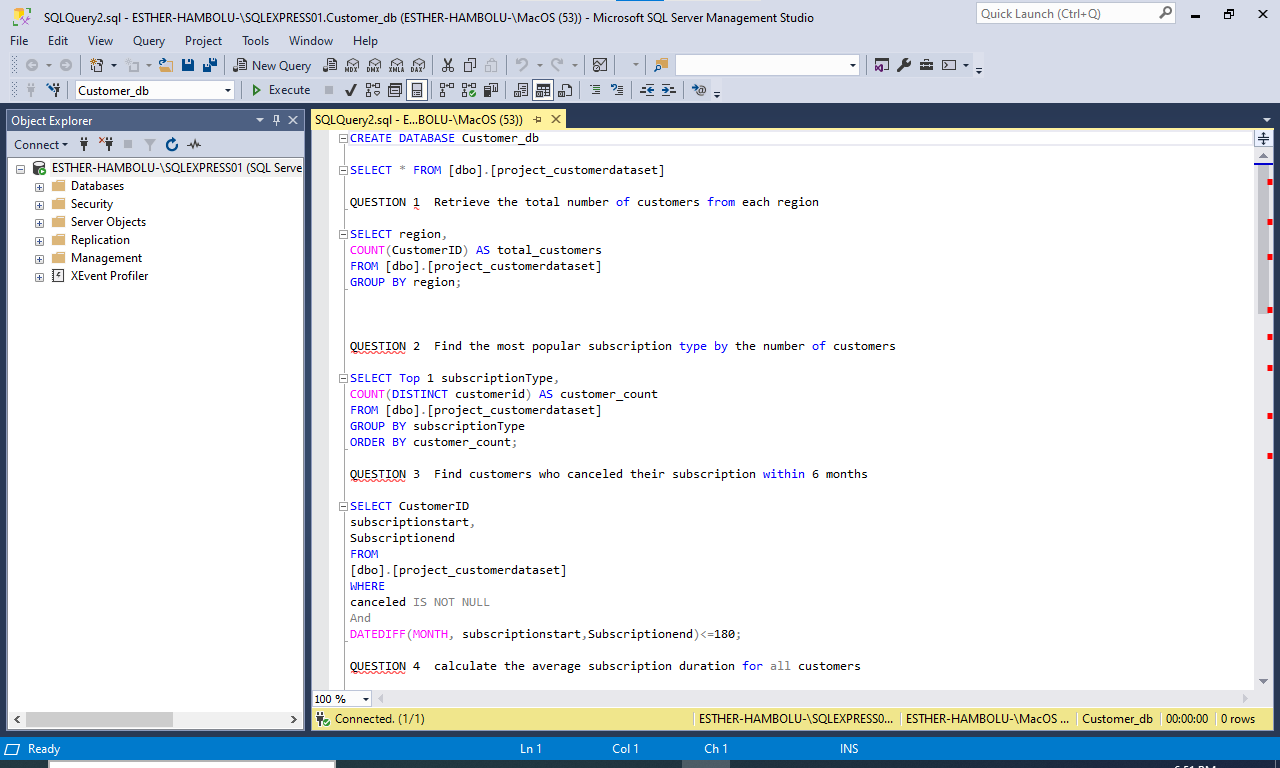 SQLQuery2.sql - ESTHER-HAMBOLU-\SQLEXPRESS01.Customer_db (ESTHER-HAMBOLU-\MacOS (53)) - Microsoft SQL Server Management Studio
Quick Launch (Ctrl+Q)
File Edit View Query Project Tools Window Help
New Query
MDX DMX XMLA DAX
Customer_db
Execute
Object Explorer
Connect
ESTHER-HAMBOLU-\SQLEXPRESS01 (SQL Serve
Databases
Security
Server Objects
Replication
Management
XEvent Profiler
SQLQuery2.sql - E...BOLU-\MacOS (53))
CREATE DATABASE Customer_db
SELECT * FROM [dbo].[project_customerdataset]
QUESTION 1  Retrieve the total number of customers from each region
SELECT region,
COUNT(CustomerID) AS total_customers
FROM [dbo].[project_customerdataset]
GROUP BY region;
QUESTION 2  Find the most popular subscription type by the number of customers
SELECT Top 1 subscriptionType,
COUNT(DISTINCT customerid) AS customer_count
FROM [dbo].[project_customerdataset]
GROUP BY subscriptionType
ORDER BY customer_count;
QUESTION 3  Find customers who canceled their subscription within 6 months
SELECT CustomerID
subscriptionstart,
Subscriptionend
FROM
[dbo].[project_customerdataset]
WHERE
canceled IS NOT NULL
And
DATEDIFF(MONTH, subscriptionstart,Subscriptionend)<=180;
QUESTION 4  calculate the average subscription duration for all customers
100 %
Connected. (1/1)
ESTHER-HAMBOLU-\SQLEXPRESS0... ESTHER-HAMBOLU-\MacOS ... Customer_db 00:00:00 0 rows
Ready
Ln 1 Col 1 Ch 1 INS